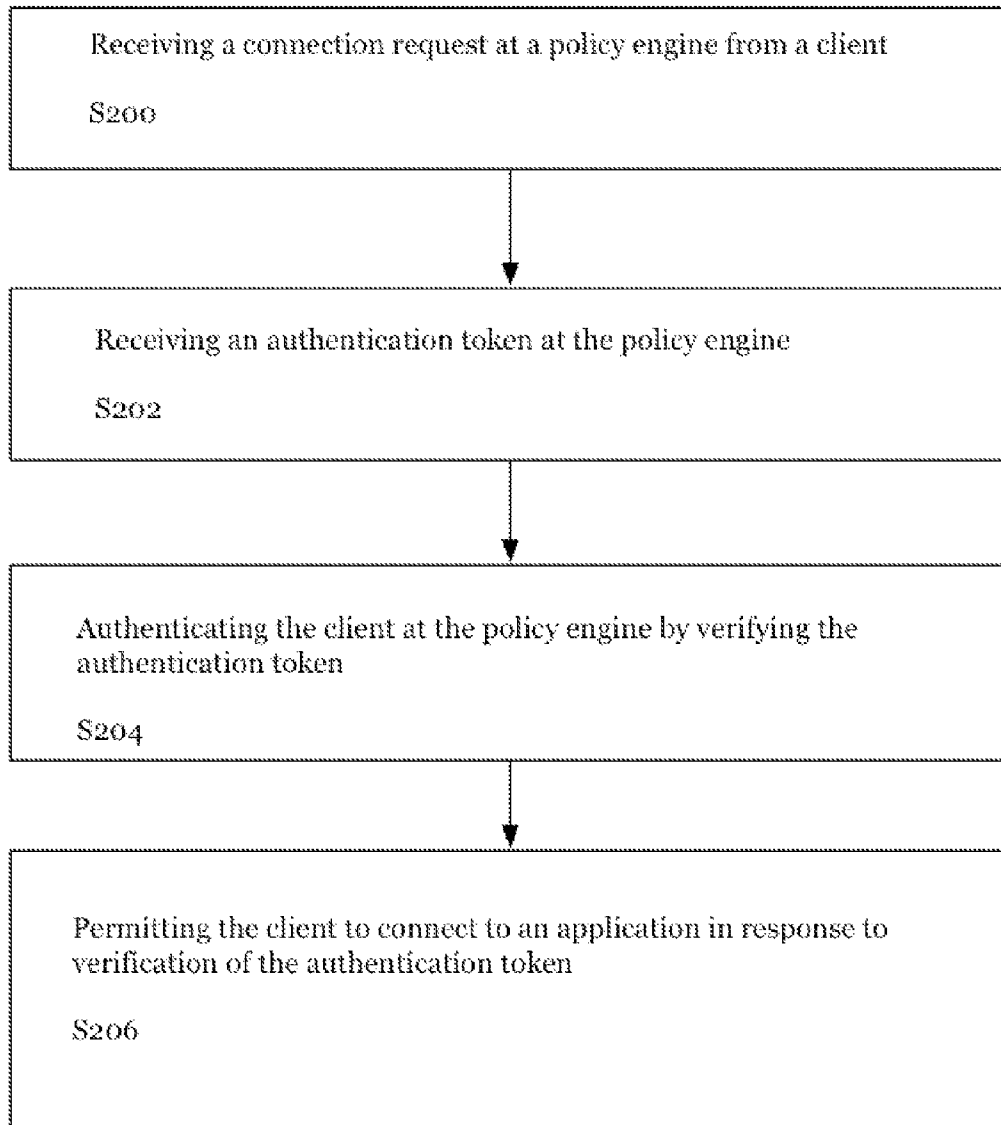 Receiving a connection request at a policy engine from a client
S200
Receiving an authentication token at the policy engine
S202
Authenticating the client at the policy engine by verifying the
authentication token
S204
Permitting the client to connect to an application in response to
verification of the authentication token
S206